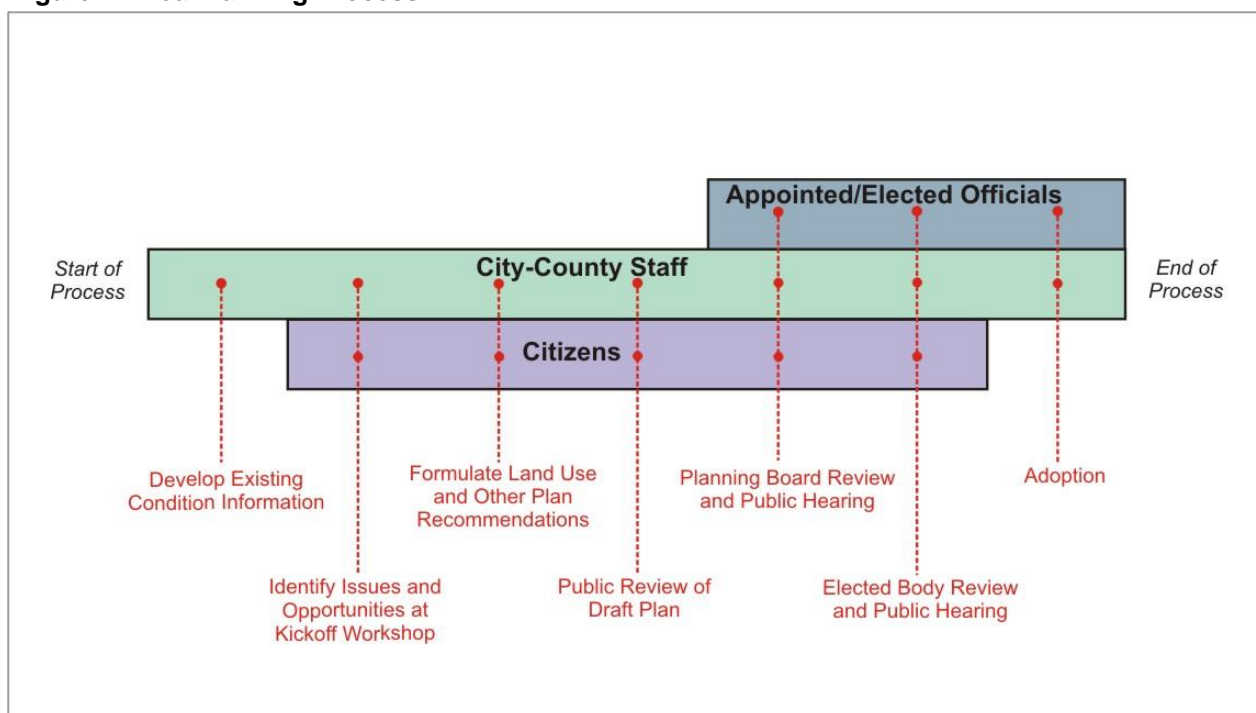 Appointed/Elected Officials
City-County Staff
Start of
Process
End of
Process
Citizens
Develop Existing
Condition Information
Formulate Land Use
and Other Plan
Recommendations
Planning Board Review
and Public Hearing
Adoption
Identify Issues and
Opportunities at
Kickoff Workshop
Public Review of
Draft Plan
Elected Body Review
and Public Hearing